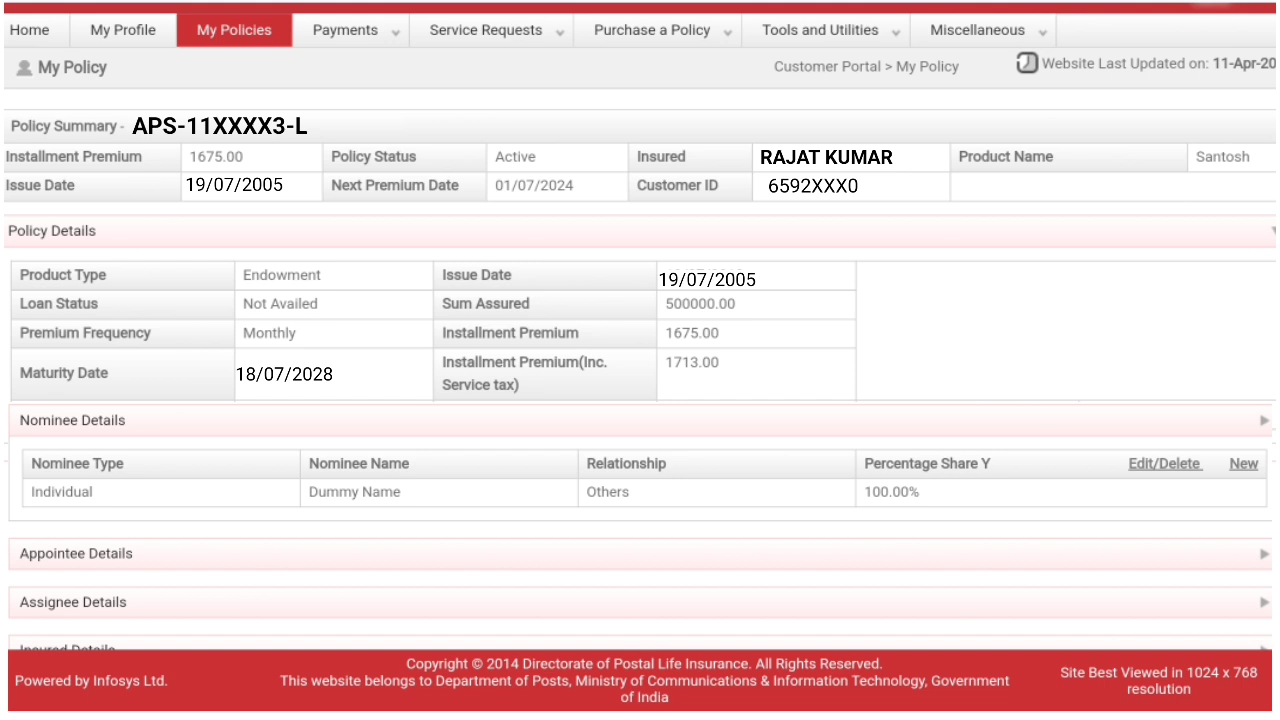 Home My Profile My Policies Payments Service Requests Purchase a Policy Tools and Utilities Miscellaneous
My Policy Customer Portal > My Policy Website Last Updated on: 11-Apr-20
Policy Summary - APS-11XXXX3-L
Installment Premium 1675.00 Policy Status Active Insured RAJAT KUMAR Product Name Santosh
Issue Date 19/07/2005 Next Premium Date 01/07/2024 Customer ID 6592XXX0
Policy Details
Product Type Endowment Issue Date 19/07/2005
Loan Status Not Availed Sum Assured 500000.00
Premium Frequency Monthly Installment Premium 1675.00
Maturity Date 18/07/2028 Installment Premium(Inc. 1713.00
Service tax)
Nominee Details
Nominee Type Nominee Name Relationship Percentage Share Y Edit/Delete New
Individual Dummy Name Others 100.00%
Appointee Details
Assignee Details
Insured Details
Copyright © 2014 Directorate of Postal Life Insurance. All Rights Reserved.
Powered by Infosys Ltd. This website belongs to Department of Posts, Ministry of Communications & Information Technology, Government
of India
Site Best Viewed in 1024 x 768
resolution